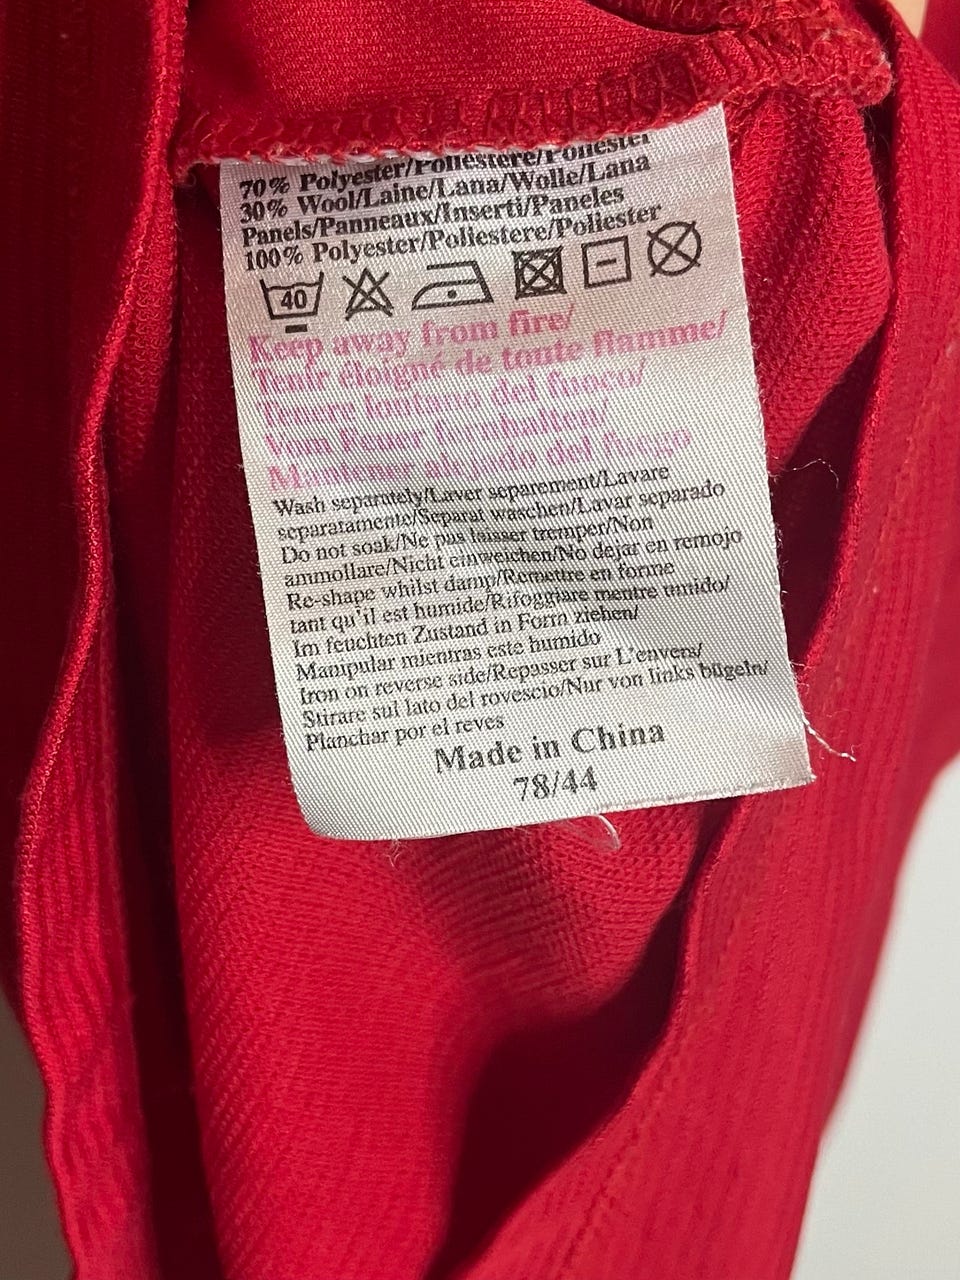 70% Polyester/Poliestere/Poliester
30% Wool/Laine/Lana/Wolle/Lana
Panels/Panneaux/Inserti/Paneles
100% Polyester/Poliestere/Poliester
40
Keep away from fire/
Tenir éloigné de toute flamme/
Tenere lontano del fuoco/
Vom Feuer fernhalten/
Mantener alejado del fuego
Wash separately/Laver separement/Lavare
separatamente/Separat waschen/Lavar separado
Do not soak/Ne pas laisser tremper/Non
ammollare/Nicht einweichen/No dejar en remojo
Re-shape whilst damp/Remettre en forme
tant qu'il est humide/Rifoggiare mentre umido/
Im feuchten Zustand in Form ziehen/
Manipular mientras este humido
Iron on reverse side/Repasser sur L'envers/
Stirare sul lato del rovescio/Nur von links bügeln/
Planchar por el reves
Made in China
78/44